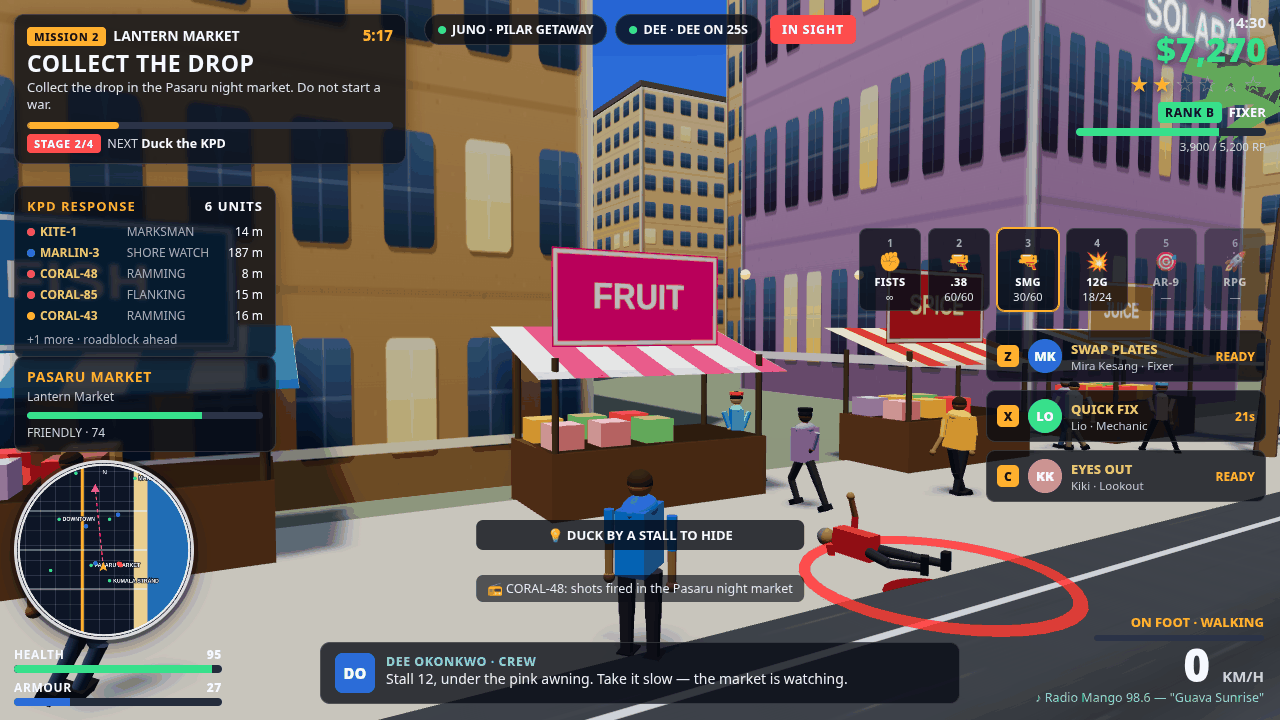 MISSION 2 LANTERN MARKET 5:17
COLLECT THE DROP
Collect the drop in the Pasaru night market. Do not start a
war.
STAGE 2/4 NEXT Duck the KPD
JUNO · PILAR GETAWAY
DEE · DEE ON 25S
IN SIGHT
14:30
$7,270
RANK B FIXER
3,900 / 5,200 RP
SOLAR
KPD RESPONSE 6 UNITS
KITE-1 MARKSMAN 14 m
MARLIN-3 SHORE WATCH 187 m
CORAL-48 RAMMING 8 m
CORAL-85 FLANKING 15 m
CORAL-43 RAMMING 16 m
+1 more · roadblock ahead
PASARU MARKET
Lantern Market
FRIENDLY · 74
1 FISTS ∞
2 .38 60/60
3 SMG 30/60
4 12G 18/24
5 AR-9 —
6 RPG —
FRUIT
SPICE
JUICE
Z MK SWAP PLATES READY
Mira Kesang · Fixer
X LO QUICK FIX 21s
Lio · Mechanic
C KK EYES OUT READY
Kiki · Lookout
N
DOWNTOWN
PASARU MARKET
KUMALA STRAND
💡 DUCK BY A STALL TO HIDE
📻 CORAL-48: shots fired in the Pasaru night market
HEALTH 95
ARMOUR 27
DO DEE OKONKWO · CREW
Stall 12, under the pink awning. Take it slow — the market is watching.
ON FOOT · WALKING
0 KM/H
♪ Radio Mango 98.6 — "Guava Sunrise"